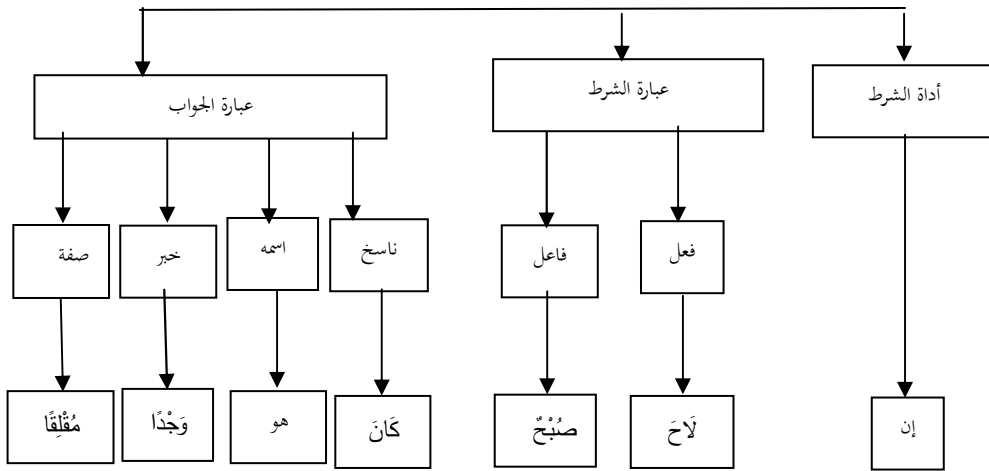 أداة الشرط
عبارة الشرط
عبارة الجواب
فعل
فاعل
ناسخ
اسمه
خبر
صفة
إن
لَاحَ
صُبْحٌ
كَانَ
هو
وَجْدًا
مُقْلِقًا